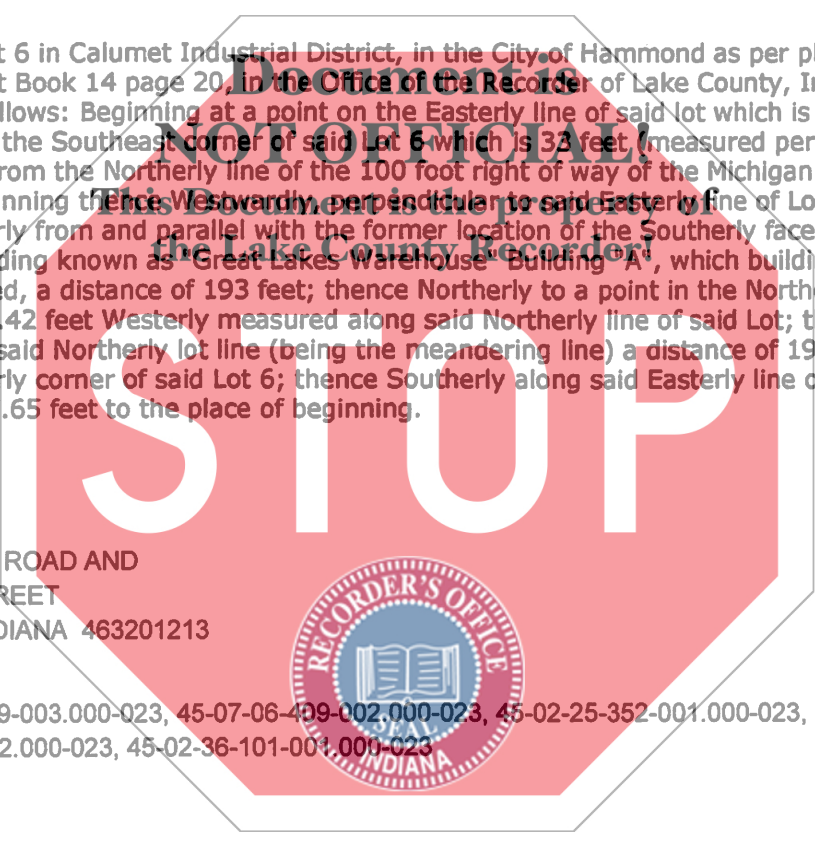 t 6 in Calumet Industrial District, in the City of Hammond as per pl
t Book 14 page 20, in the Office of the Recorder of Lake County, In
Document is
llows: Beginning at a point on the Easterly line of said lot which is
the Southeast corner of said Lot 6 which is 33 feet (measured per
NOT OFFICIAL!
rom the Northerly line of the 100 foot right of way of the Michigan
nning thence Westwardly, perpendicular to said Easterly line of Lo
This Document is the property of
rly from and parallel with the former location of the Southerly face
the Lake County Recorder!
ding known as "Great Lakes Warehouse" Building "A", which buildi
ed, a distance of 193 feet; thence Northerly to a point in the North
.42 feet Westerly measured along said Northerly line of said Lot; t
said Northerly lot line (being the meandering line) a distance of 19
rly corner of said Lot 6; thence Southerly along said Easterly line o
.65 feet to the place of beginning.
STOP
ROAD AND
REET
DIANA 463201213
RECORDER'S OFFICE
9-003.000-023, 45-07-06-409-002.000-023, 45-02-25-352-001.000-023,
SEAL
2.000-023, 45-02-36-101-001.000-023
INDIANA